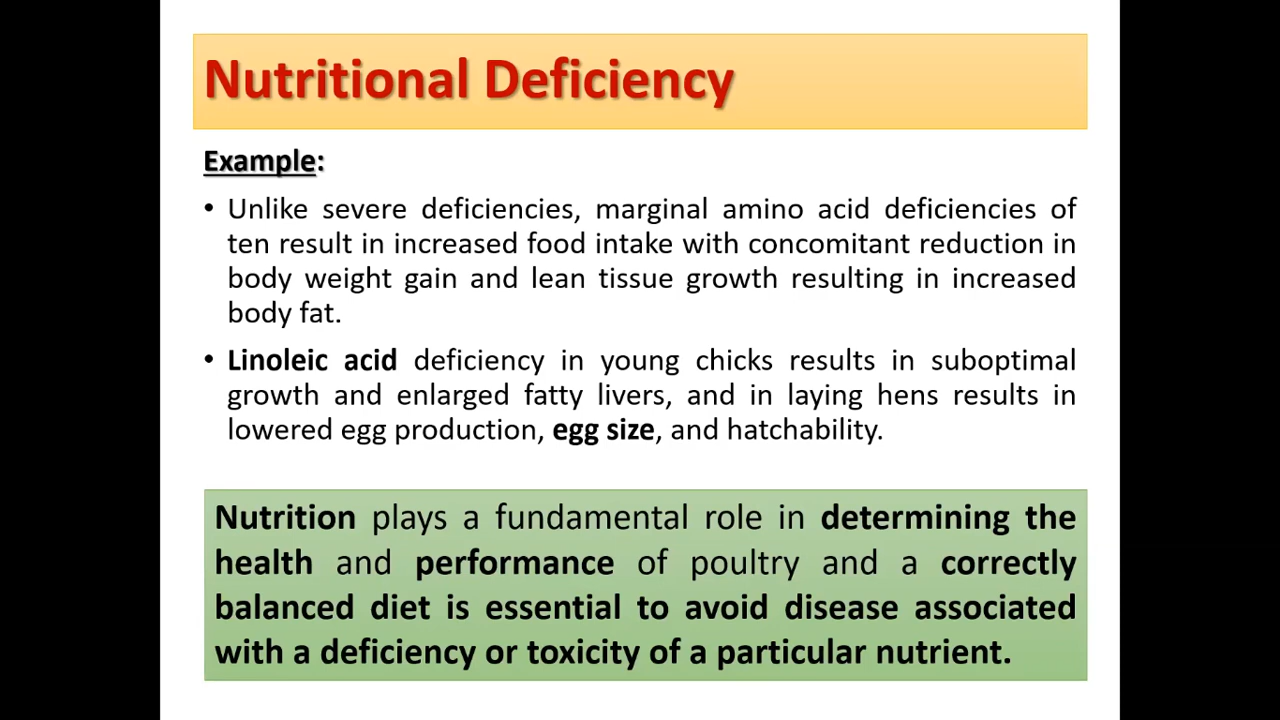 Nutritional Deficiency
Example:
• Unlike severe deficiencies, marginal amino acid deficiencies of
ten result in increased food intake with concomitant reduction in
body weight gain and lean tissue growth resulting in increased
body fat.
• Linoleic acid deficiency in young chicks results in suboptimal
growth and enlarged fatty livers, and in laying hens results in
lowered egg production, egg size, and hatchability.
Nutrition plays a fundamental role in determining the
health and performance of poultry and a correctly
balanced diet is essential to avoid disease associated
with a deficiency or toxicity of a particular nutrient.